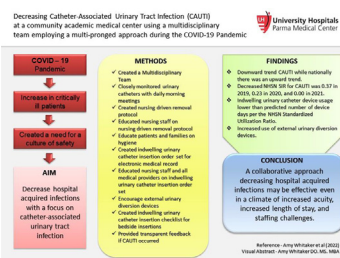 Decreasing Catheter-Associated Urinary Tract Infection (CAUTI)
at a community academic medical center using a multidisciplinary
team employing a multi-pronged approach during the COVID-19 Pandemic
University Hospitals
Parma Medical Center
COVID – 19
Pandemic
Increase in critically
ill patients
Created a need for a
culture of safety
AIM
Decrease hospital
acquired infections
with a focus on
catheter-associated
urinary tract
infection
METHODS
Created a Multidisciplinary
Team
Closely monitored urinary
catheters with daily morning
meetings
Created nursing driven removal
protocol
Educated nursing staff on
nursing driven removal protocol
Educate patients and families on
hygiene
Created indwelling urinary
catheter insertion order set for
electronic medical record
Educated nursing staff and all
medical providers on indwelling
urinary catheter insertion order
set
Encourage external urinary
diversion devices
Created indwelling urinary
catheter insertion checklist for
bedside insertions
Provided transparent feedback
if CAUTI occurred
FINDINGS
Downward trend CAUTI while nationally
there was an upward trend.
Decreased NHSN SIR for CAUTI was 0.37 in
2019, 0.23 in 2020, and 0.00 in 2021.
Indwelling urinary catheter device usage
lower than predicted number of device
days per the NHSN Standardized
Utilization Ratio.
Increased use of external urinary diversion
devices.
CONCLUSION
A collaborative approach
decreasing hospital acquired
infections may be effective even
in a climate of increased acuity,
increased length of stay, and
staffing challenges.
Reference - Amy Whitaker et al (2022)
Visual Abstract - Amy Whitaker DO, MS, MBA